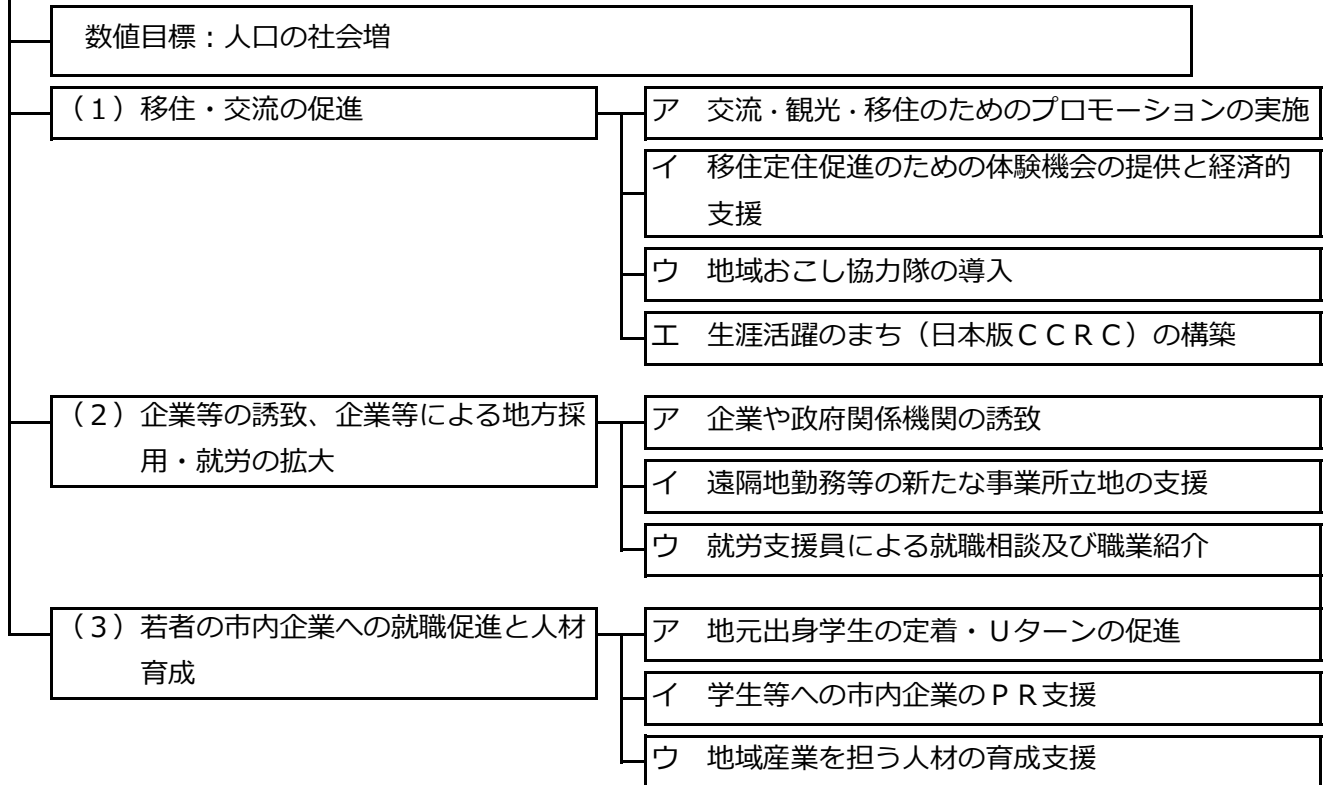 数値目標：人口の社会増
（１）移住・交流の促進
ア　交流・観光・移住のためのプロモーションの実施
イ　移住定住促進のための体験機会の提供と経済的
支援
ウ　地域おこし協力隊の導入
エ　生涯活躍のまち（日本版ＣＣＲＣ）の構築
（２）企業等の誘致、企業等による地方採
用・就労の拡大
ア　企業や政府関係機関の誘致
イ　遠隔地勤務等の新たな事業所立地の支援
ウ　就労支援員による就職相談及び職業紹介
（３）若者の市内企業への就職促進と人材
育成
ア　地元出身学生の定着・Ｕターンの促進
イ　学生等への市内企業のＰＲ支援
ウ　地域産業を担う人材の育成支援